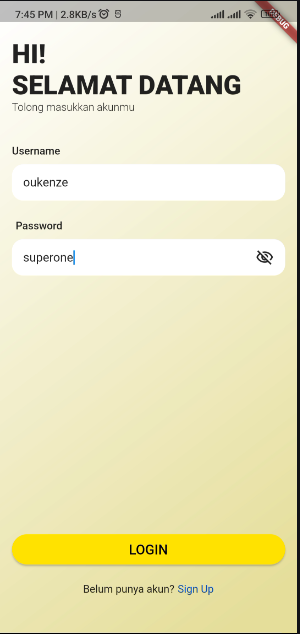 7:45 PM | 2.8KB/s
HI!
SELAMAT DATANG
Tolong masukkan akunmu
Username
oukenze
Password
superone
LOGIN
Belum punya akun? Sign Up